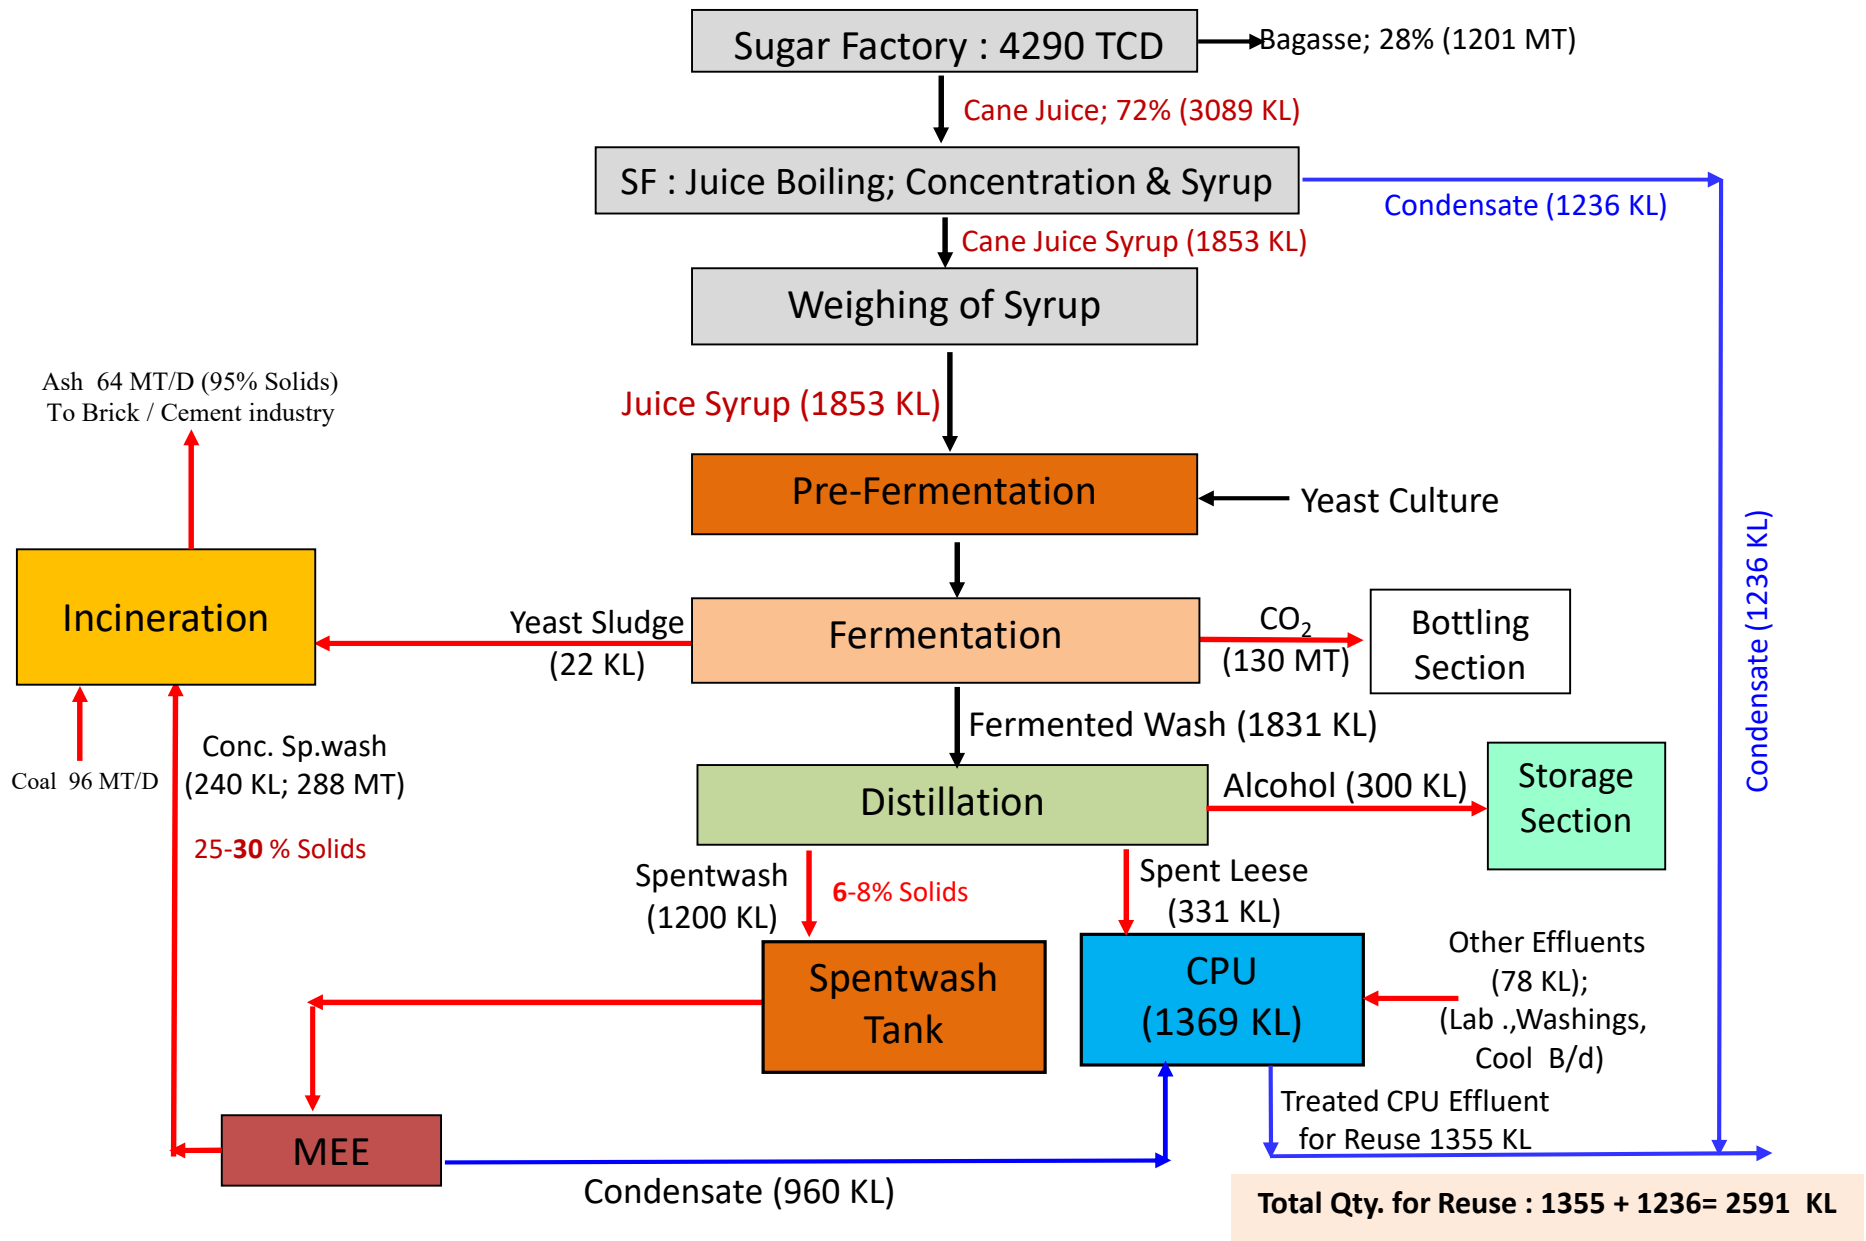 Sugar Factory : 4290 TCD
Bagasse; 28% (1201 MT)
Cane Juice; 72% (3089 KL)
SF : Juice Boiling; Concentration & Syrup
Condensate (1236 KL)
Cane Juice Syrup (1853 KL)
Weighing of Syrup
Ash 64 MT/D (95% Solids)
To Brick / Cement industry
Juice Syrup (1853 KL)
Pre-Fermentation
Yeast Culture
Condensate (1236 KL)
Incineration
Yeast Sludge
(22 KL)
Fermentation
CO₂
(130 MT)
Bottling
Section
Fermented Wash (1831 KL)
Coal 96 MT/D
Conc. Sp.wash
(240 KL; 288 MT)
25-30 % Solids
Distillation
Alcohol (300 KL)
Storage
Section
Spentwash
(1200 KL)
6-8% Solids
Spent Leese
(331 KL)
Spentwash
Tank
CPU
(1369 KL)
Other Effluents
(78 KL);
(Lab .,Washings,
Cool B/d)
Treated CPU Effluent
for Reuse 1355 KL
MEE
Condensate (960 KL)
Total Qty. for Reuse : 1355 + 1236= 2591 KL